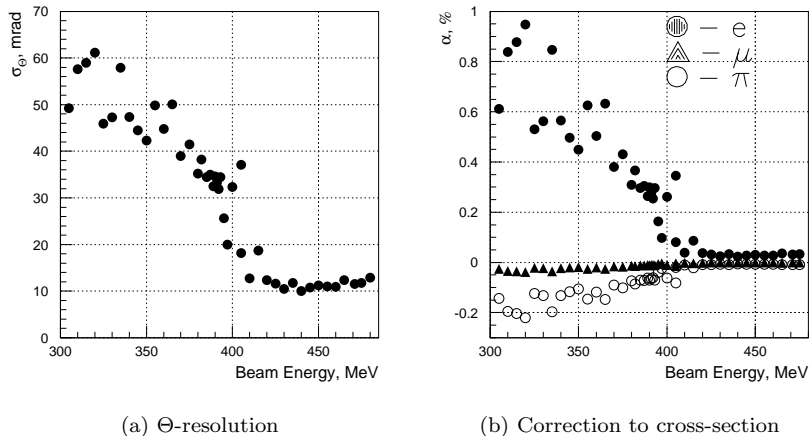 σΘ, mrad
70
60
50
40
30
20
10
0
300 350 400 450
Beam Energy, MeV
(a) Θ-resolution
α, %
1
0.8
0.6
0.4
0.2
0
-0.2
300 350 400 450
Beam Energy, MeV
— e
— μ
— π
(b) Correction to cross-section